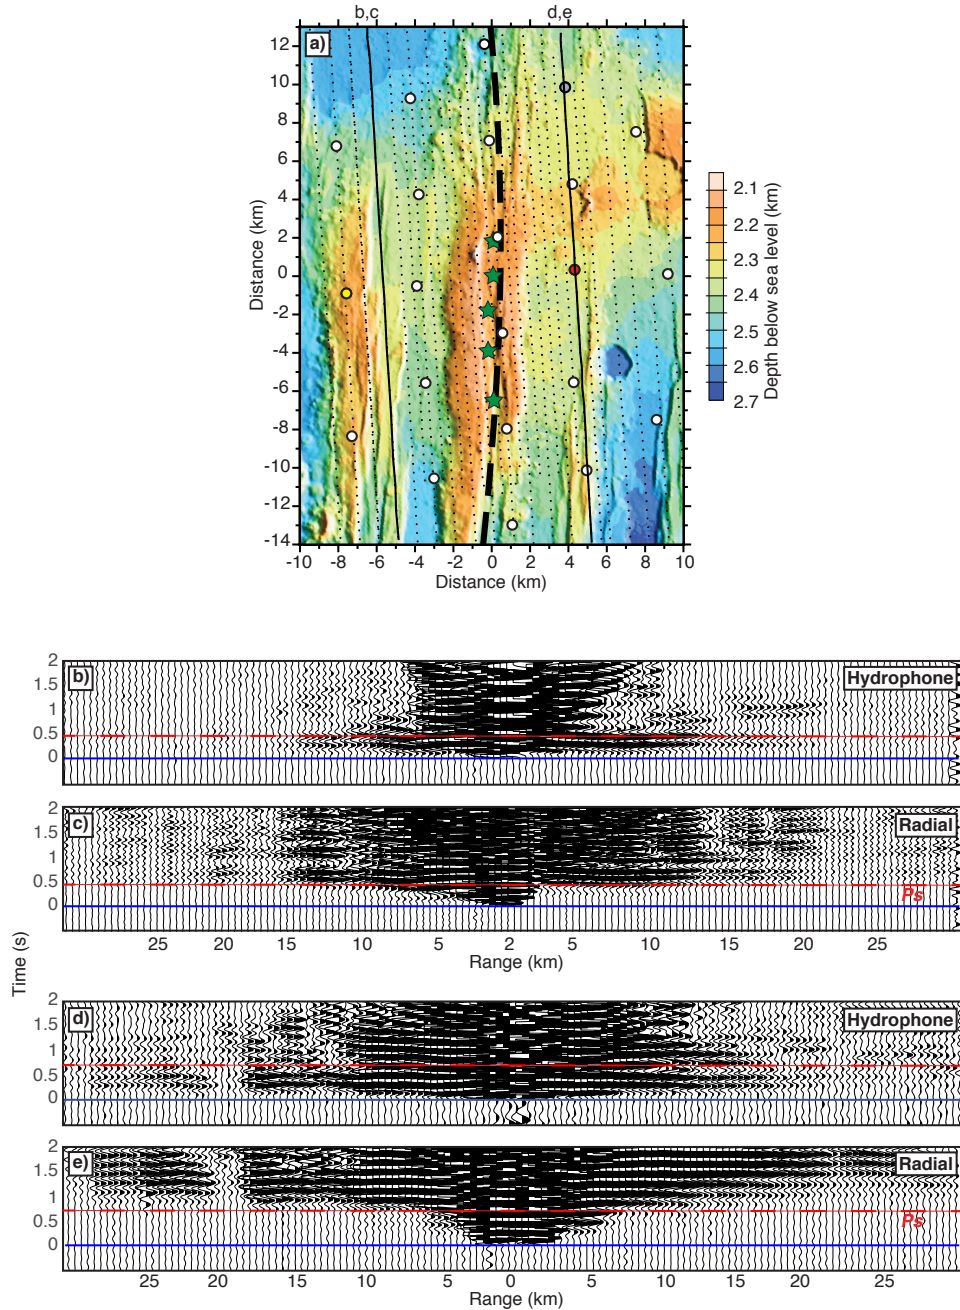 b,c d,e
a)
12
10
8
6
4
2
0
-2
-4
-6
-8
-10
-12
-14
Distance (km)
-10 -8 -6 -4 -2 0 2 4 6 8 10
Distance (km)
2.1
2.2
2.3
2.4
2.5
2.6
2.7
Depth below sea level (km)
b) Hydrophone
2
1.5
1
0.5
0
c) Radial
2
1.5
1
0.5
0
Ps
25 20 15 10 5 2 5 10 15 20 25
Range (km)
Time (s)
d) Hydrophone
2
1.5
1
0.5
0
e) Radial
2
1.5
1
0.5
0
Ps
25 20 15 10 5 0 5 10 15 20 25
Range (km)